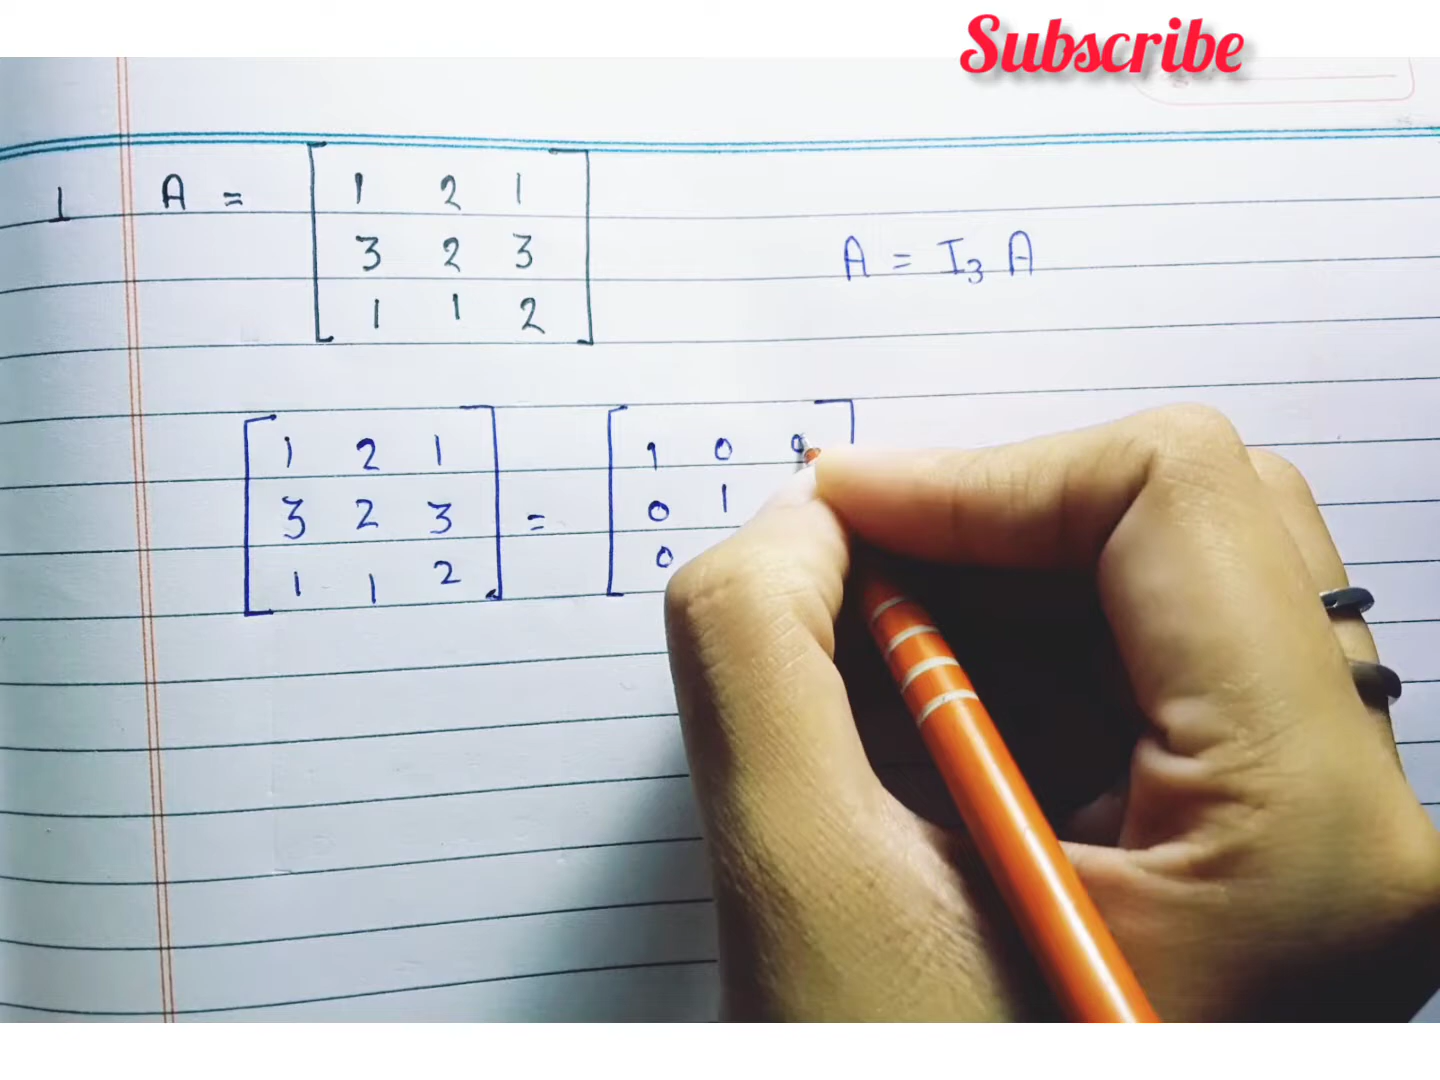 Subscribe
1 A = [ 1 2 1
3 2 3
1 1 2 ]
A = I₃ A
[ 1 2 1
3 2 3
1 1 2 ] = [ 1 0 0
0 1
0